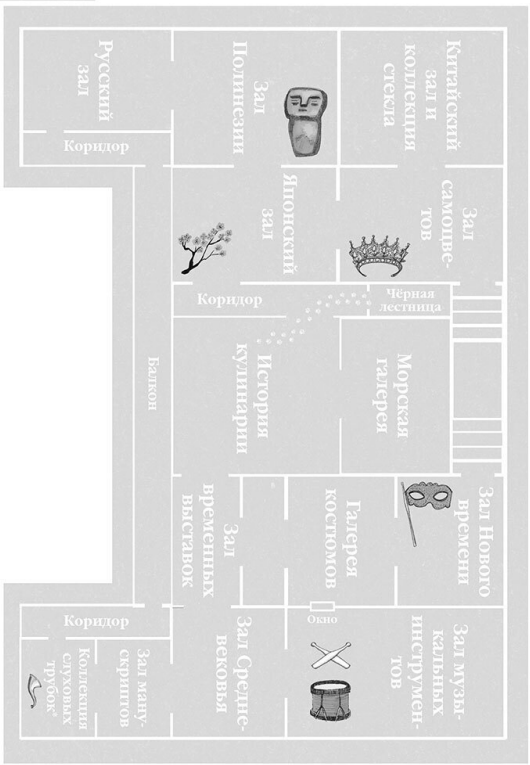 Русский
зал
Коридор
Зал
Полинезии
Китайский
зал и
коллекция
стекла
Японский
зал
Зал
самоцве-
тов
Коридор
Чёрная
лестница
Балкон
История
кулинарии
Морская
галерея
Зал
временных
выставок
Галерея
костюмов
Зал Нового
времени
Коридор
Окно
Коллекция
слуховых
трубок
Зал ману-
скриптов
Зал Средне-
вековья
Зал музы-
кальных
инструмен-
тов